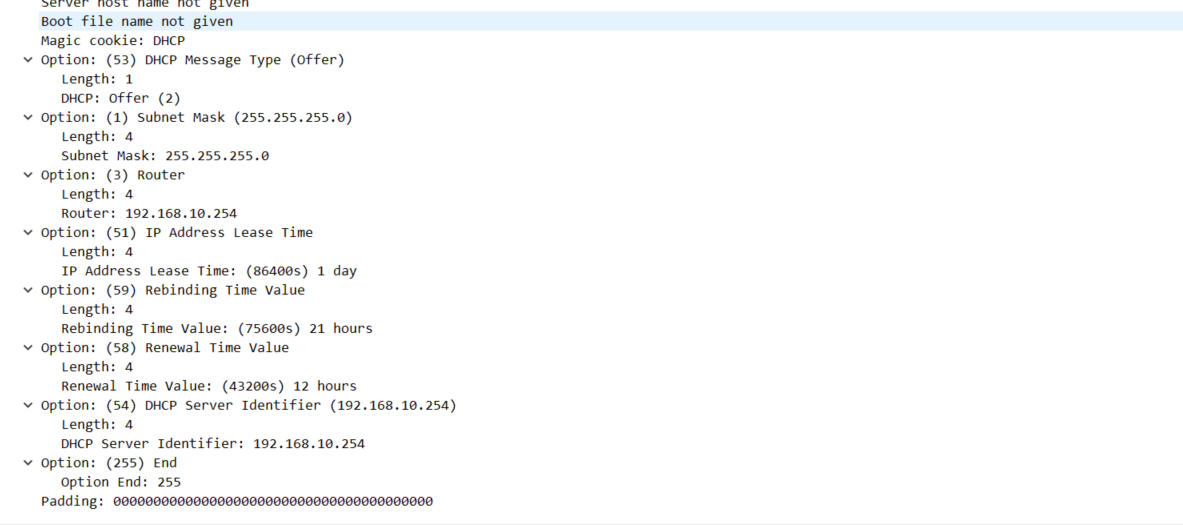 Server host name not given
Boot file name not given
Magic cookie: DHCP
Option: (53) DHCP Message Type (Offer)
Length: 1
DHCP: Offer (2)
Option: (1) Subnet Mask (255.255.255.0)
Length: 4
Subnet Mask: 255.255.255.0
Option: (3) Router
Length: 4
Router: 192.168.10.254
Option: (51) IP Address Lease Time
Length: 4
IP Address Lease Time: (86400s) 1 day
Option: (59) Rebinding Time Value
Length: 4
Rebinding Time Value: (75600s) 21 hours
Option: (58) Renewal Time Value
Length: 4
Renewal Time Value: (43200s) 12 hours
Option: (54) DHCP Server Identifier (192.168.10.254)
Length: 4
DHCP Server Identifier: 192.168.10.254
Option: (255) End
Option End: 255
Padding: 0000000000000000000000000000000000000000